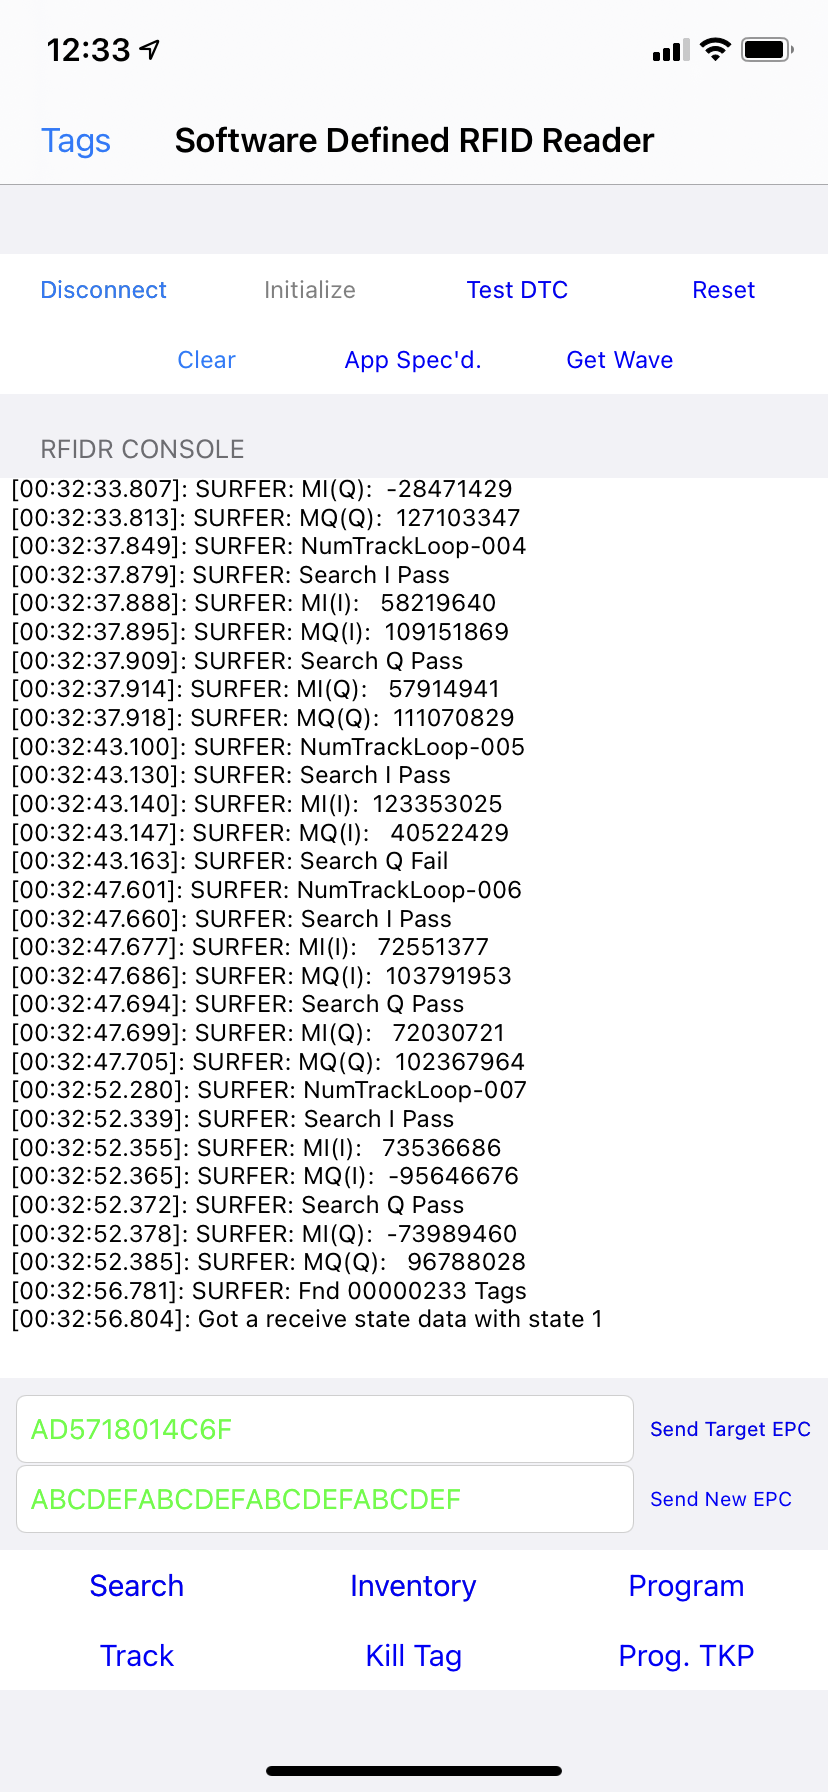 12:33
Tags Software Defined RFID Reader
Disconnect Initialize Test DTC Reset
Clear App Spec'd. Get Wave
RFIDR CONSOLE
[00:32:33.807]: SURFER: MI(Q): -28471429
[00:32:33.813]: SURFER: MQ(Q): 127103347
[00:32:37.849]: SURFER: NumTrackLoop-004
[00:32:37.879]: SURFER: Search I Pass
[00:32:37.888]: SURFER: MI(I): 58219640
[00:32:37.895]: SURFER: MQ(I): 109151869
[00:32:37.909]: SURFER: Search Q Pass
[00:32:37.914]: SURFER: MI(Q): 57914941
[00:32:37.918]: SURFER: MQ(Q): 111070829
[00:32:43.100]: SURFER: NumTrackLoop-005
[00:32:43.130]: SURFER: Search I Pass
[00:32:43.140]: SURFER: MI(I): 123353025
[00:32:43.147]: SURFER: MQ(I): 40522429
[00:32:43.163]: SURFER: Search Q Fail
[00:32:47.601]: SURFER: NumTrackLoop-006
[00:32:47.660]: SURFER: Search I Pass
[00:32:47.677]: SURFER: MI(I): 72551377
[00:32:47.686]: SURFER: MQ(I): 103791953
[00:32:47.694]: SURFER: Search Q Pass
[00:32:47.699]: SURFER: MI(Q): 72030721
[00:32:47.705]: SURFER: MQ(Q): 102367964
[00:32:52.280]: SURFER: NumTrackLoop-007
[00:32:52.339]: SURFER: Search I Pass
[00:32:52.355]: SURFER: MI(I): 73536686
[00:32:52.365]: SURFER: MQ(I): -95646676
[00:32:52.372]: SURFER: Search Q Pass
[00:32:52.378]: SURFER: MI(Q): -73989460
[00:32:52.385]: SURFER: MQ(Q): 96788028
[00:32:56.781]: SURFER: Fnd 00000233 Tags
[00:32:56.804]: Got a receive state data with state 1
AD5718014C6F Send Target EPC
ABCDEFABCDEFABCDEFABCDEF Send New EPC
Search Inventory Program
Track Kill Tag Prog. TKP